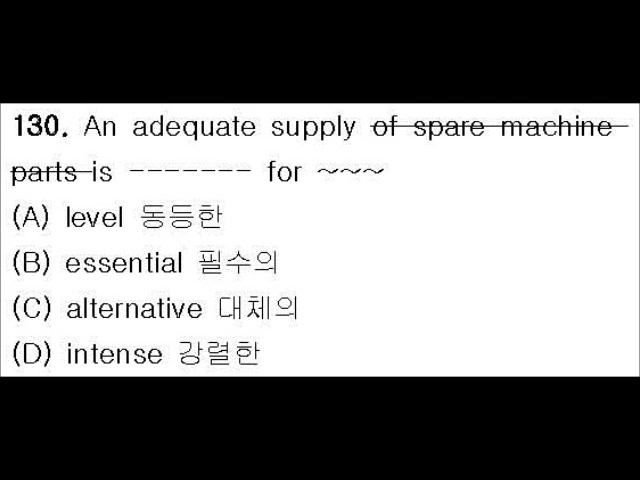 130. An adequate supply of spare machine
parts is ------- for ~~~
(A) level 동등한
(B) essential 필수의
(C) alternative 대체의
(D) intense 강렬한